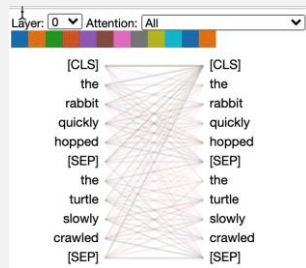 Layer: 0 Attention: All
[CLS] [CLS]
the the
rabbit rabbit
quickly quickly
hopped hopped
[SEP] [SEP]
the the
turtle turtle
slowly slowly
crawled crawled
[SEP] [SEP]